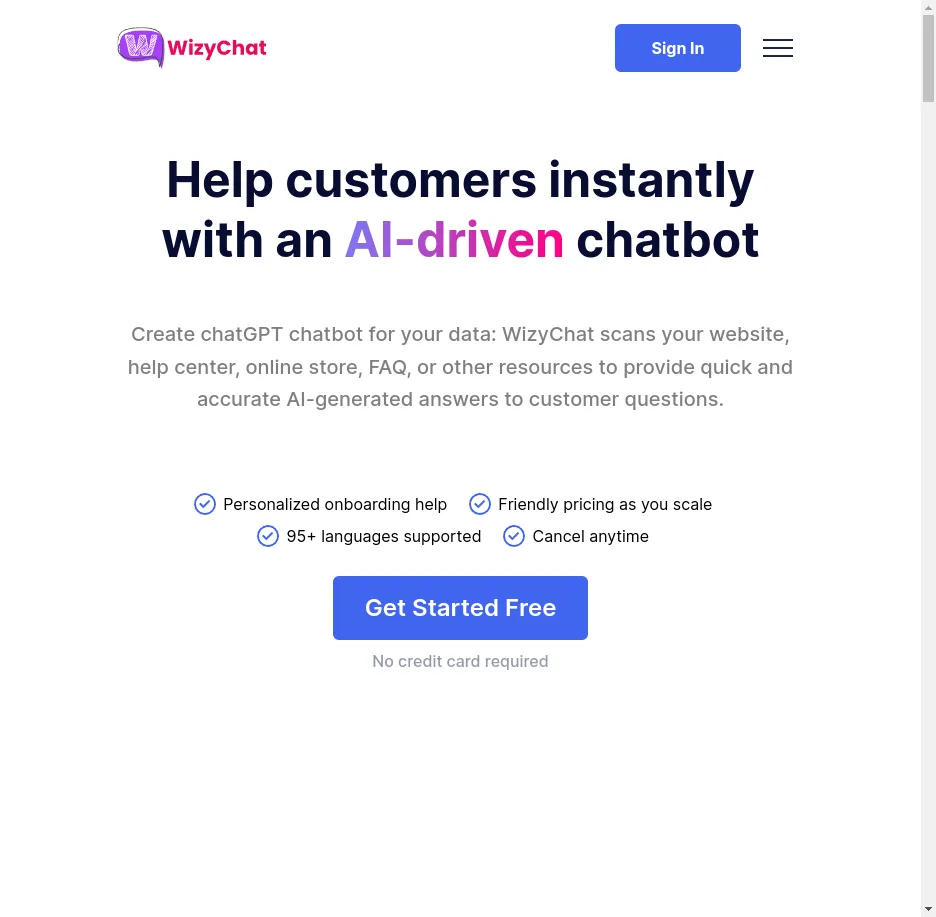 WizyChat
Sign In
Help customers instantly
with an AI-driven chatbot
Create chatGPT chatbot for your data: WizyChat scans your website,
help center, online store, FAQ, or other resources to provide quick and
accurate AI-generated answers to customer questions.
Personalized onboarding help Friendly pricing as you scale
95+ languages supported Cancel anytime
Get Started Free
No credit card required